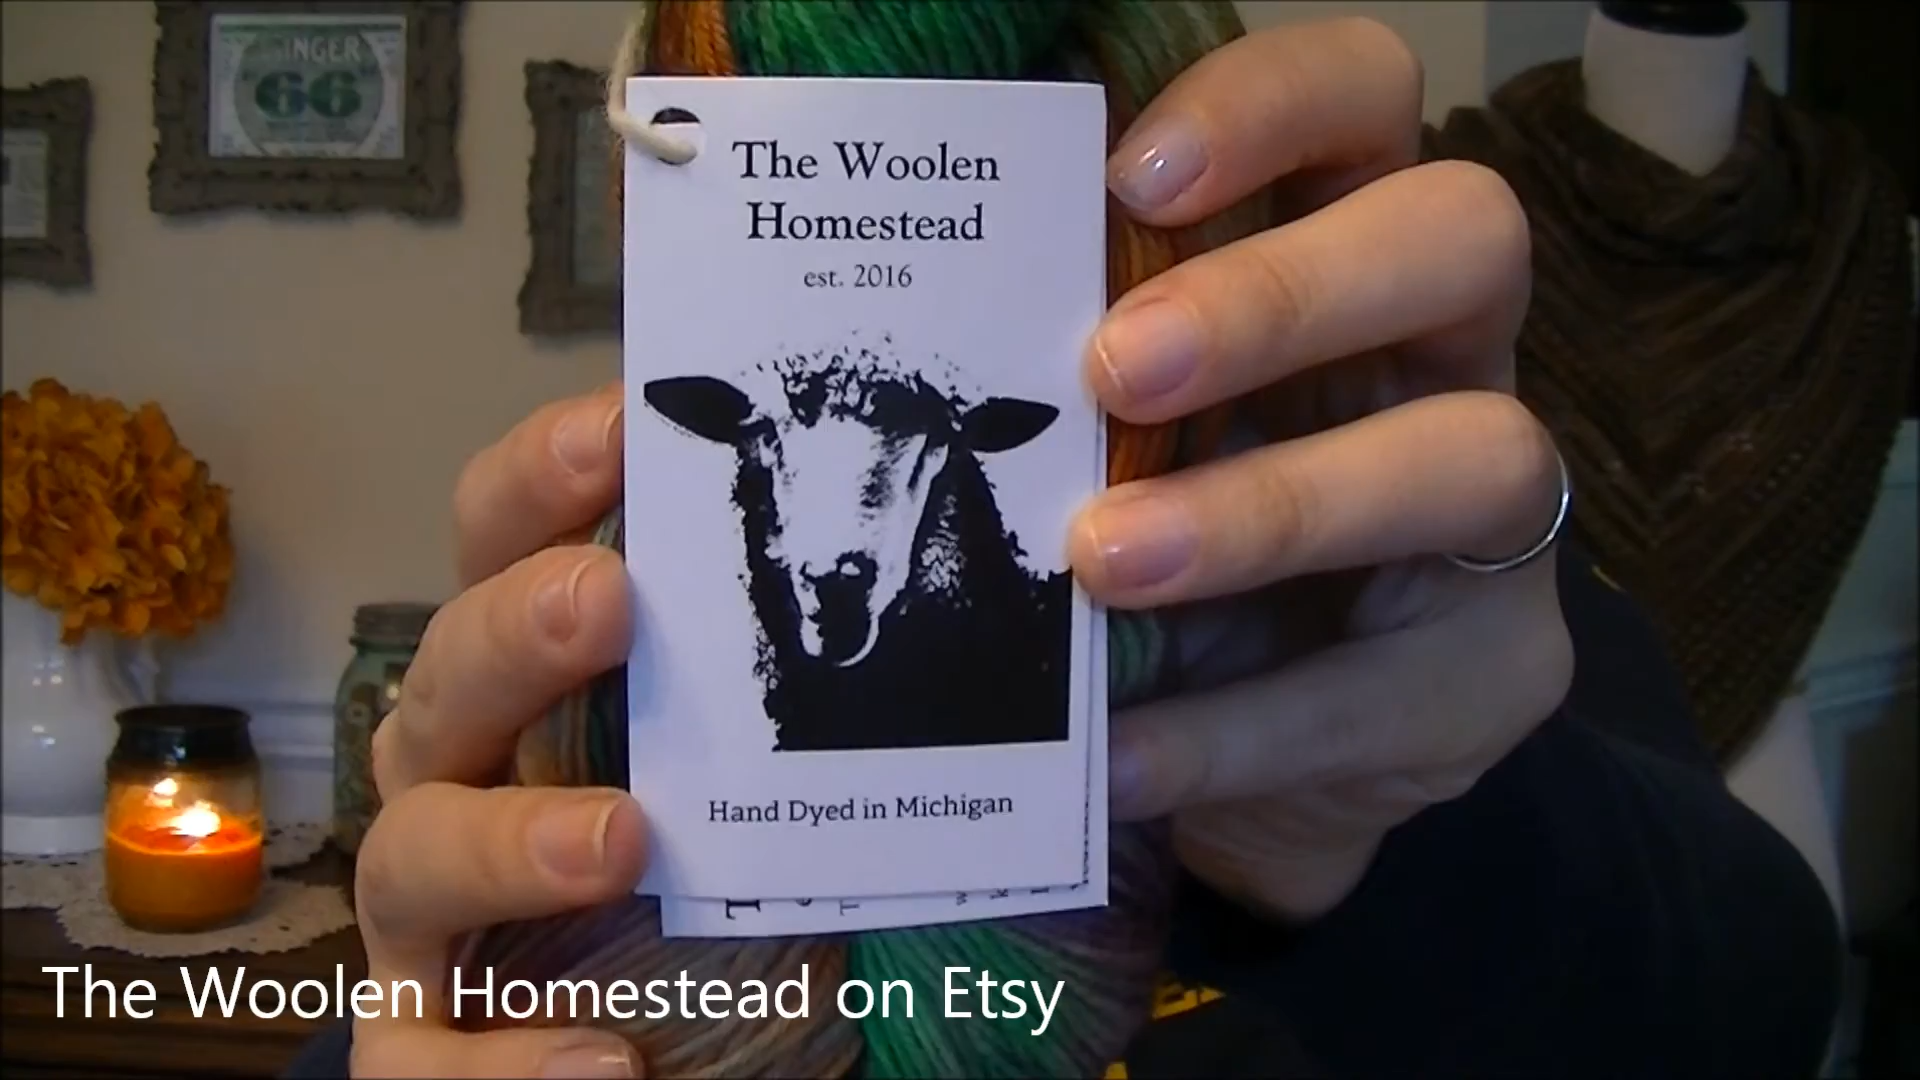 SINGER
66
The Woolen
Homestead
est. 2016
Hand Dyed in Michigan
The Woolen Homestead on Etsy